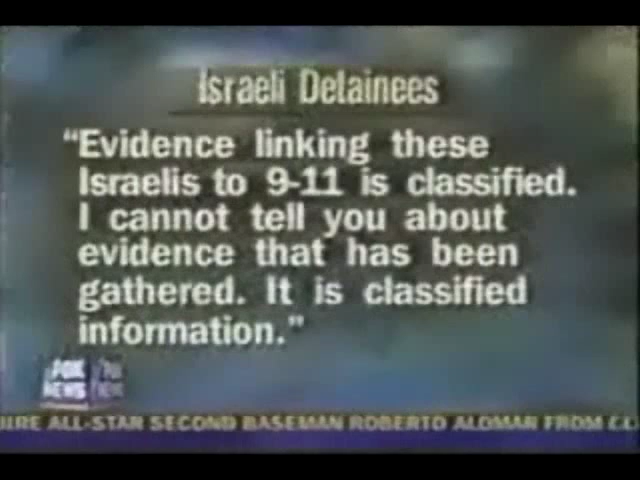 Israeli Detainees
“Evidence linking these
Israelis to 9-11 is classified.
I cannot tell you about
evidence that has been
gathered. It is classified
information.”
FOX
NEWS
ALL-STAR SECOND BASEMAN ROBERTO ALOMAR FROM